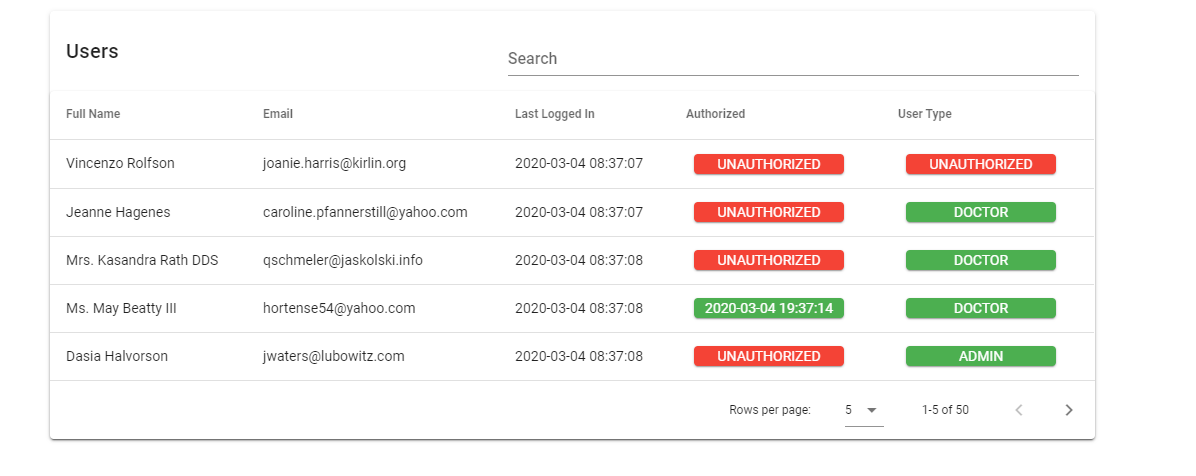 Users
Search
Full Name Email Last Logged In Authorized User Type
Vincenzo Rolfson joanie.harris@kirlin.org 2020-03-04 08:37:07 UNAUTHORIZED UNAUTHORIZED
Jeanne Hagenes caroline.pfannerstill@yahoo.com 2020-03-04 08:37:07 UNAUTHORIZED DOCTOR
Mrs. Kasandra Rath DDS qschmeler@jaskolski.info 2020-03-04 08:37:08 UNAUTHORIZED DOCTOR
Ms. May Beatty III hortense54@yahoo.com 2020-03-04 08:37:08 2020-03-04 19:37:14 DOCTOR
Dasia Halvorson jwaters@lubowitz.com 2020-03-04 08:37:08 UNAUTHORIZED ADMIN
Rows per page: 5 1-5 of 50